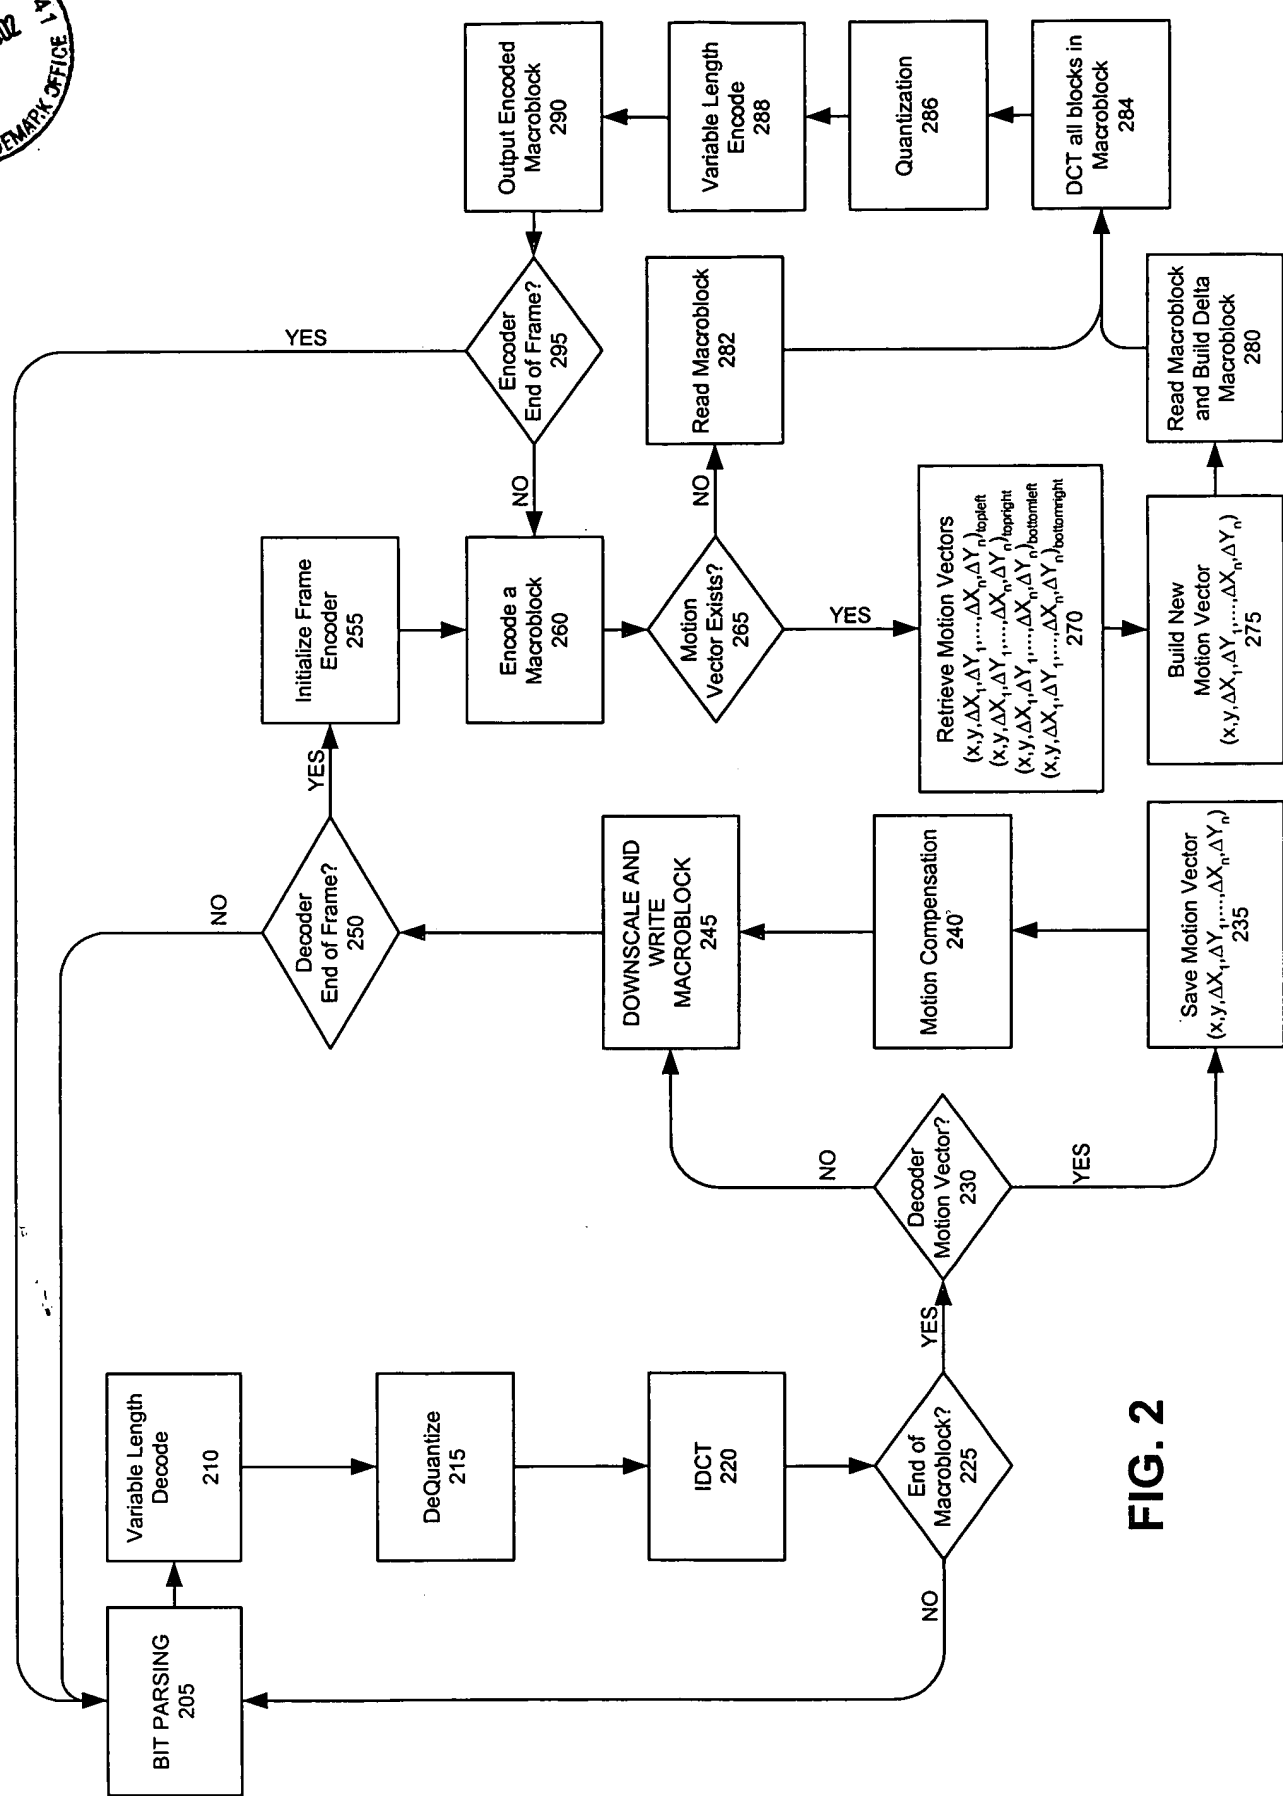 BIT PARSING
205
Variable Length
Decode
210
DeQuantize
215
IDCT
220
End of
Macroblock?
225
NO
YES
Decoder
Motion Vector?
230
NO
YES
Save Motion Vector
(x,y,ΔX₁,ΔY₁,...,ΔXₙ,ΔYₙ)
235
Motion Compensation
240
DOWNSCALE AND
WRITE
MACROBLOCK
245
Decoder
End of Frame?
250
NO
YES
Initialize Frame
Encoder
255
Encode a
Macroblock
260
Motion
Vector Exists?
265
NO
YES
Retrieve Motion Vectors
(x,y,ΔX₁,ΔY₁,...,ΔXₙ,ΔYₙ)topleft
(x,y,ΔX₁,ΔY₁,...,ΔXₙ,ΔYₙ)topright
(x,y,ΔX₁,ΔY₁,...,ΔXₙ,ΔYₙ)bottomleft
(x,y,ΔX₁,ΔY₁,...,ΔXₙ,ΔYₙ)bottomright
270
Build New
Motion Vector
(x,y,ΔX₁,ΔY₁,...,ΔXₙ,ΔYₙ)
275
Read Macroblock
and Build Delta
Macroblock
280
Read Macroblock
282
DCT all blocks in
Macroblock
284
Quantization
286
Variable Length
Encode
288
Output Encoded
Macroblock
290
Encoder
End of Frame?
295
NO
YES
FIG. 2
OFFICE